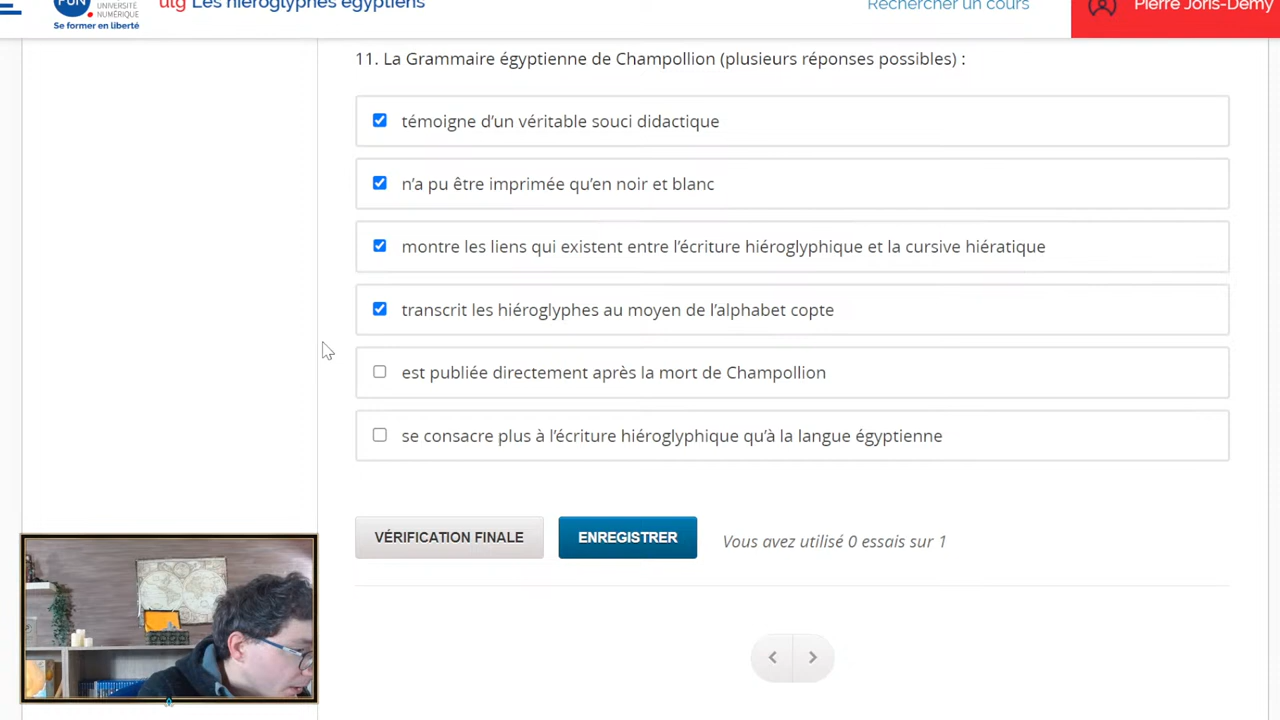 FUN
UNIVERSITÉ
NUMÉRIQUE
Se former en liberté
ulg Les hiéroglyphes égyptiens
Rechercher un cours
Pierre Joris-Demy
11. La Grammaire égyptienne de Champollion (plusieurs réponses possibles) :
témoigne d’un véritable souci didactique
n’a pu être imprimée qu’en noir et blanc
montre les liens qui existent entre l’écriture hiéroglyphique et la cursive hiératique
transcrit les hiéroglyphes au moyen de l’alphabet copte
est publiée directement après la mort de Champollion
se consacre plus à l’écriture hiéroglyphique qu’à la langue égyptienne
VÉRIFICATION FINALE
ENREGISTRER
Vous avez utilisé 0 essais sur 1